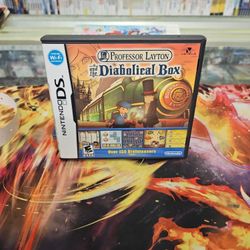 Wi-Fi
NINTENDO DS
PROFESSOR LAYTON
and the
Diabolical Box
Over 150 Brainteasers
E
Nintendo